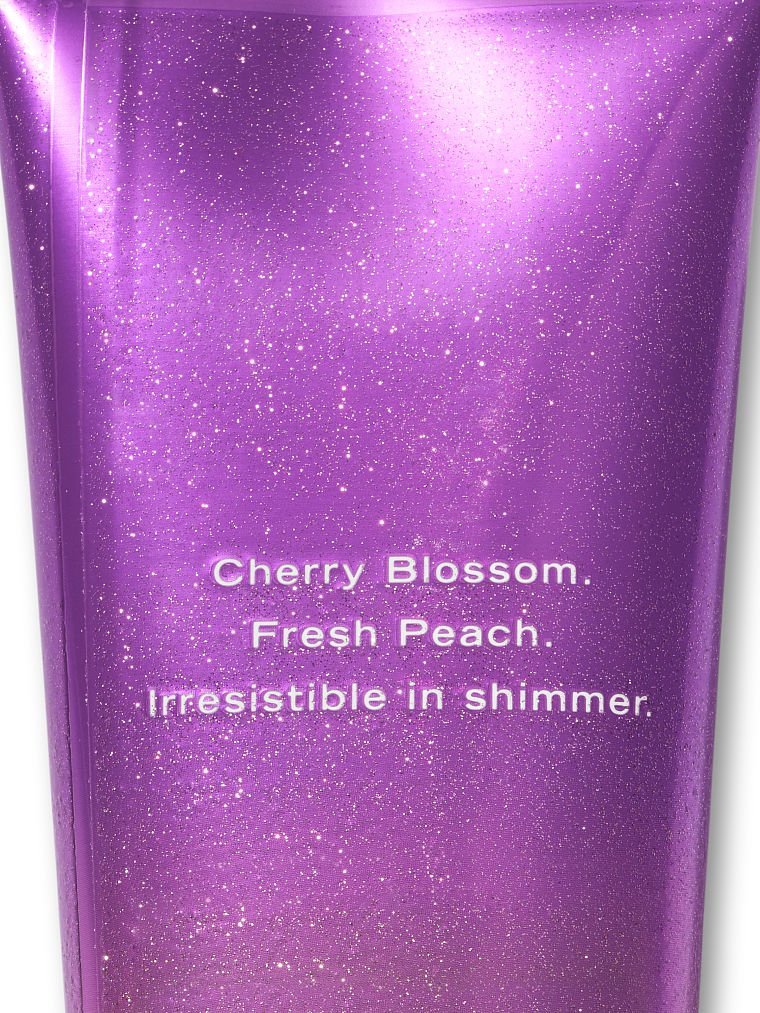 Cherry Blossom.
Fresh Peach.
Irresistible in shimmer.